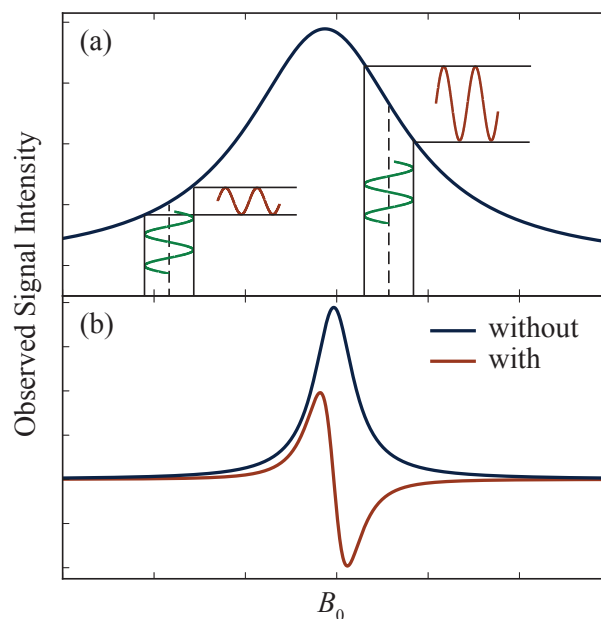 (a)
Observed Signal Intensity
(b)
without
with
B₀